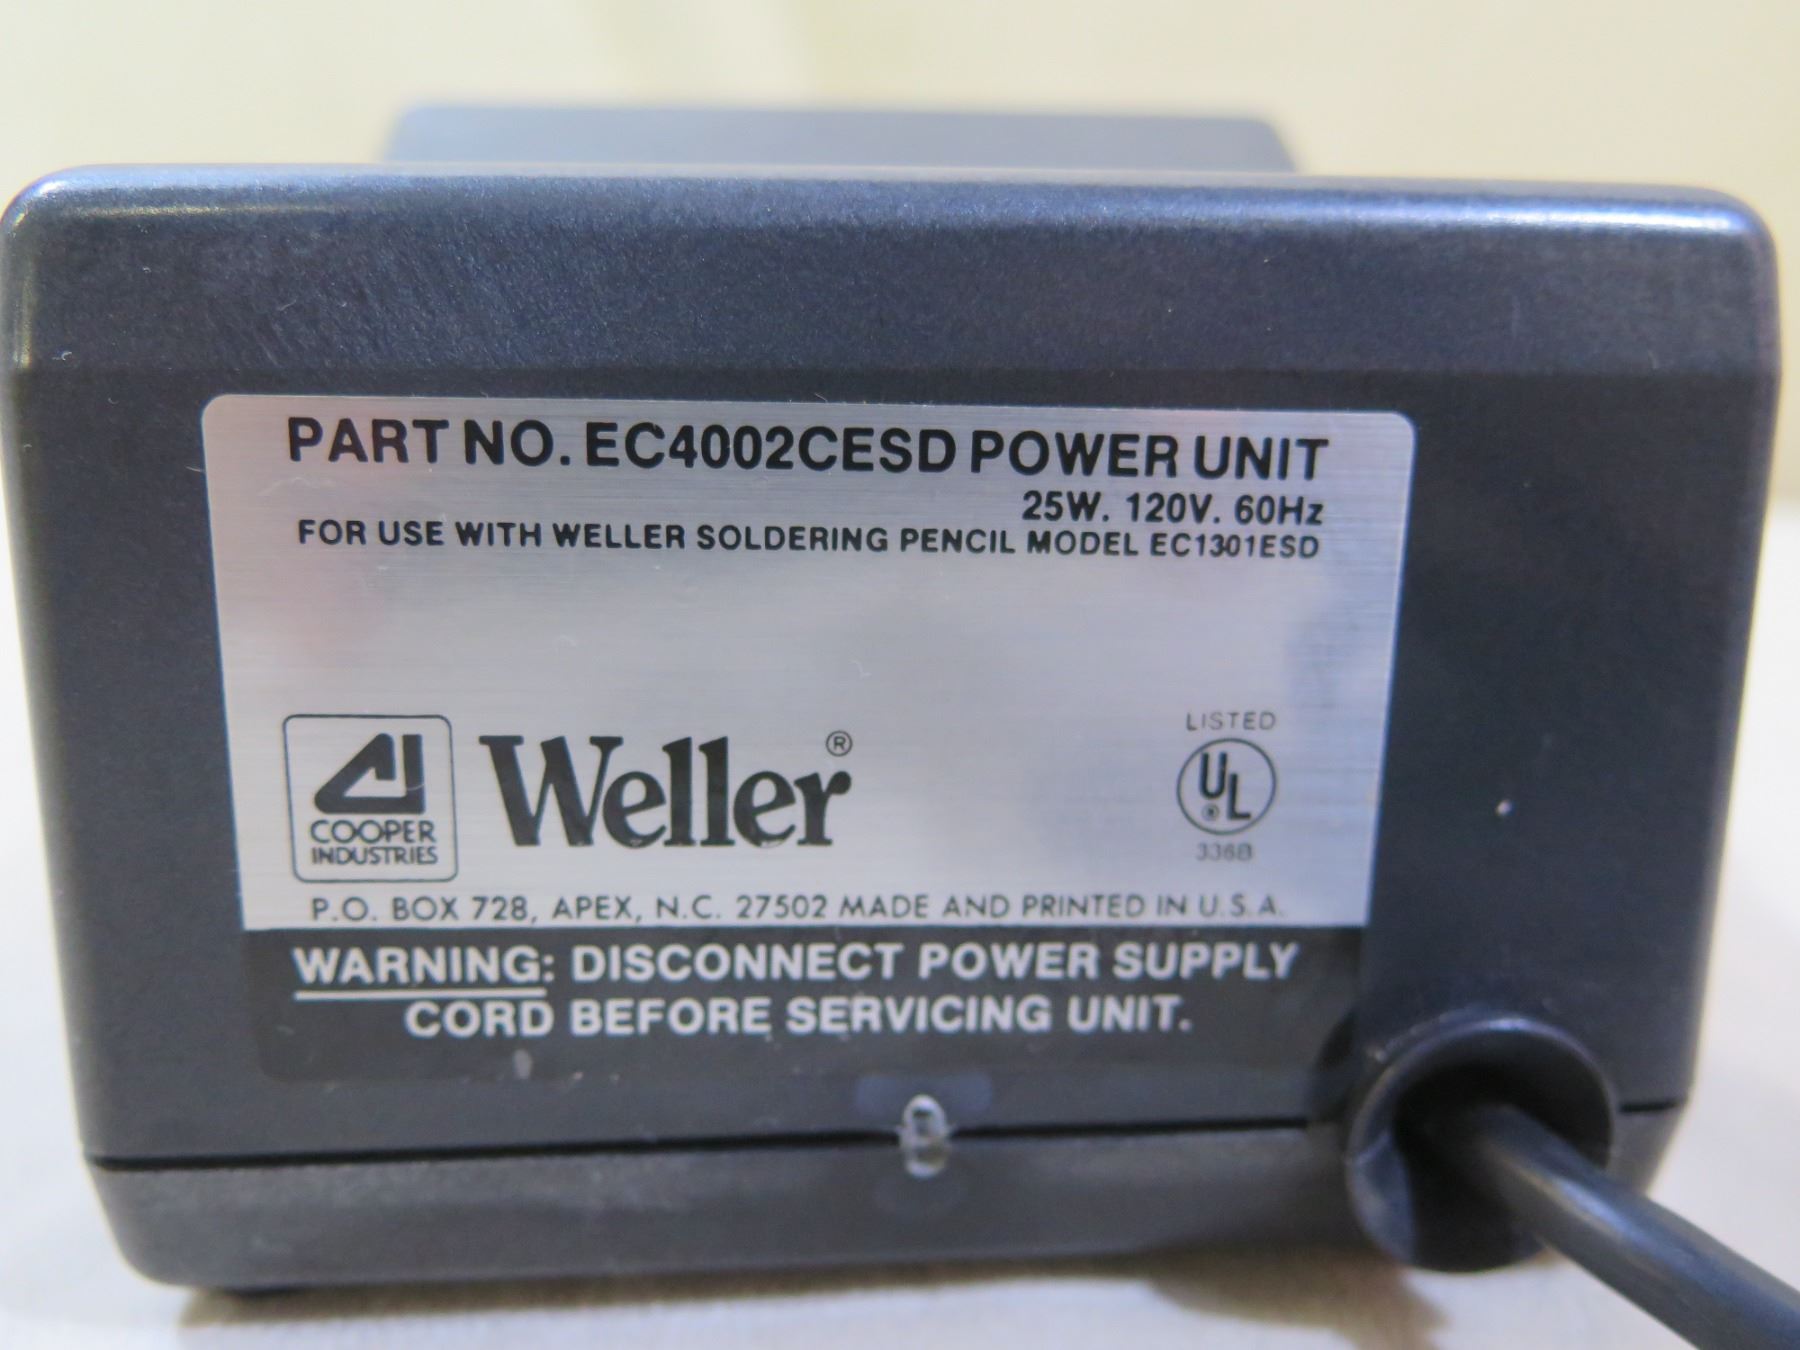 PART NO. EC4002CESD POWER UNIT
25W. 120V. 60Hz
FOR USE WITH WELLER SOLDERING PENCIL MODEL EC1301ESD
COOPER
INDUSTRIES
Weller®
LISTED
UL®
336B
P.O. BOX 728, APEX, N.C. 27502 MADE AND PRINTED IN U.S.A.
WARNING: DISCONNECT POWER SUPPLY
CORD BEFORE SERVICING UNIT.